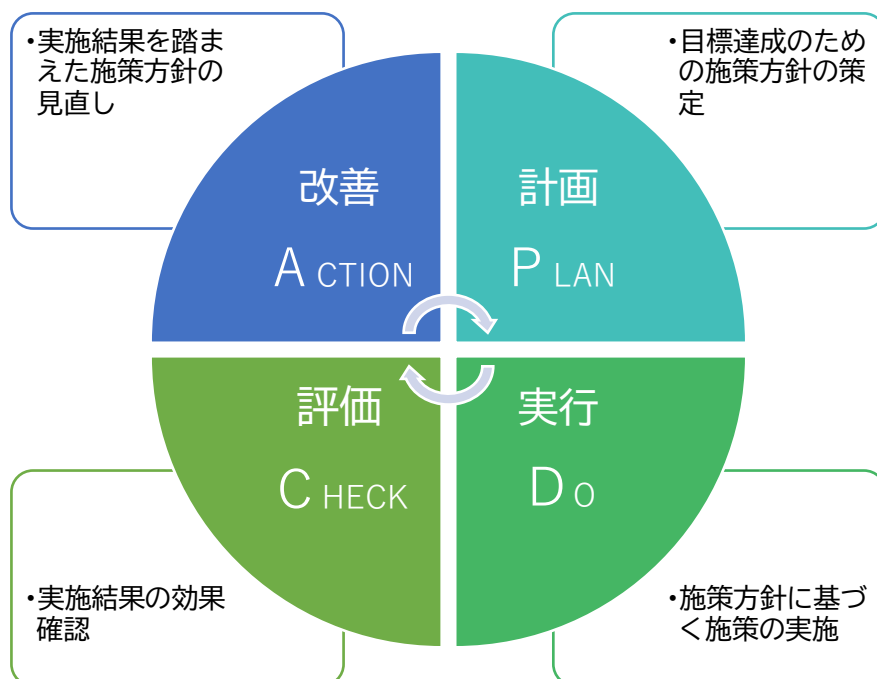 ・実施結果を踏ま
えた施策方針の
見直し
・目標達成のため
の施策方針の策
定
改善
A CTION
計画
P LAN
評価
C HECK
実行
D O
・実施結果の効果
確認
・施策方針に基づ
く施策の実施